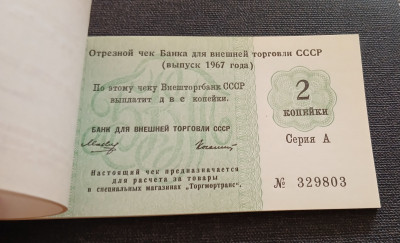 Отрезной чек Банка для внешней торговли СССР
(выпуск 1967 года)
По этому чеку Внешторгбанк СССР
выплатит две копейки.
БАНК ДЛЯ ВНЕШНЕЙ ТОРГОВЛИ СССР
Настоящий чек предназначается
для расчета за товары
в специальных магазинах „Торгмортранс".
2
копейки
Серия А
№ 329803